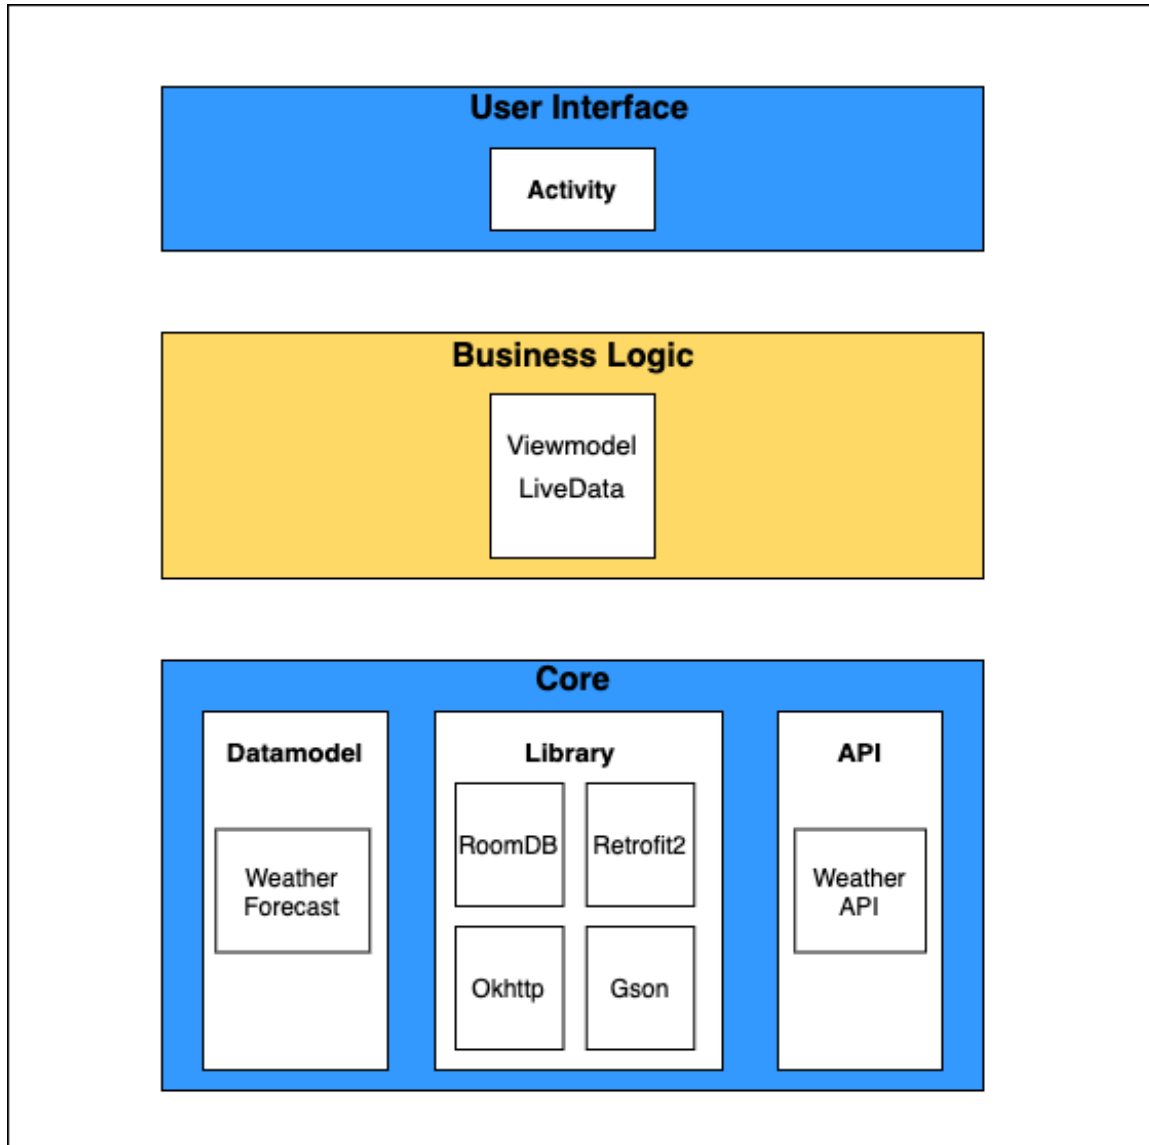 User Interface
Activity
Business Logic
Viewmodel
LiveData
Core
Datamodel
Weather
Forecast
Library
RoomDB
Retrofit2
Okhttp
Gson
API
Weather
API